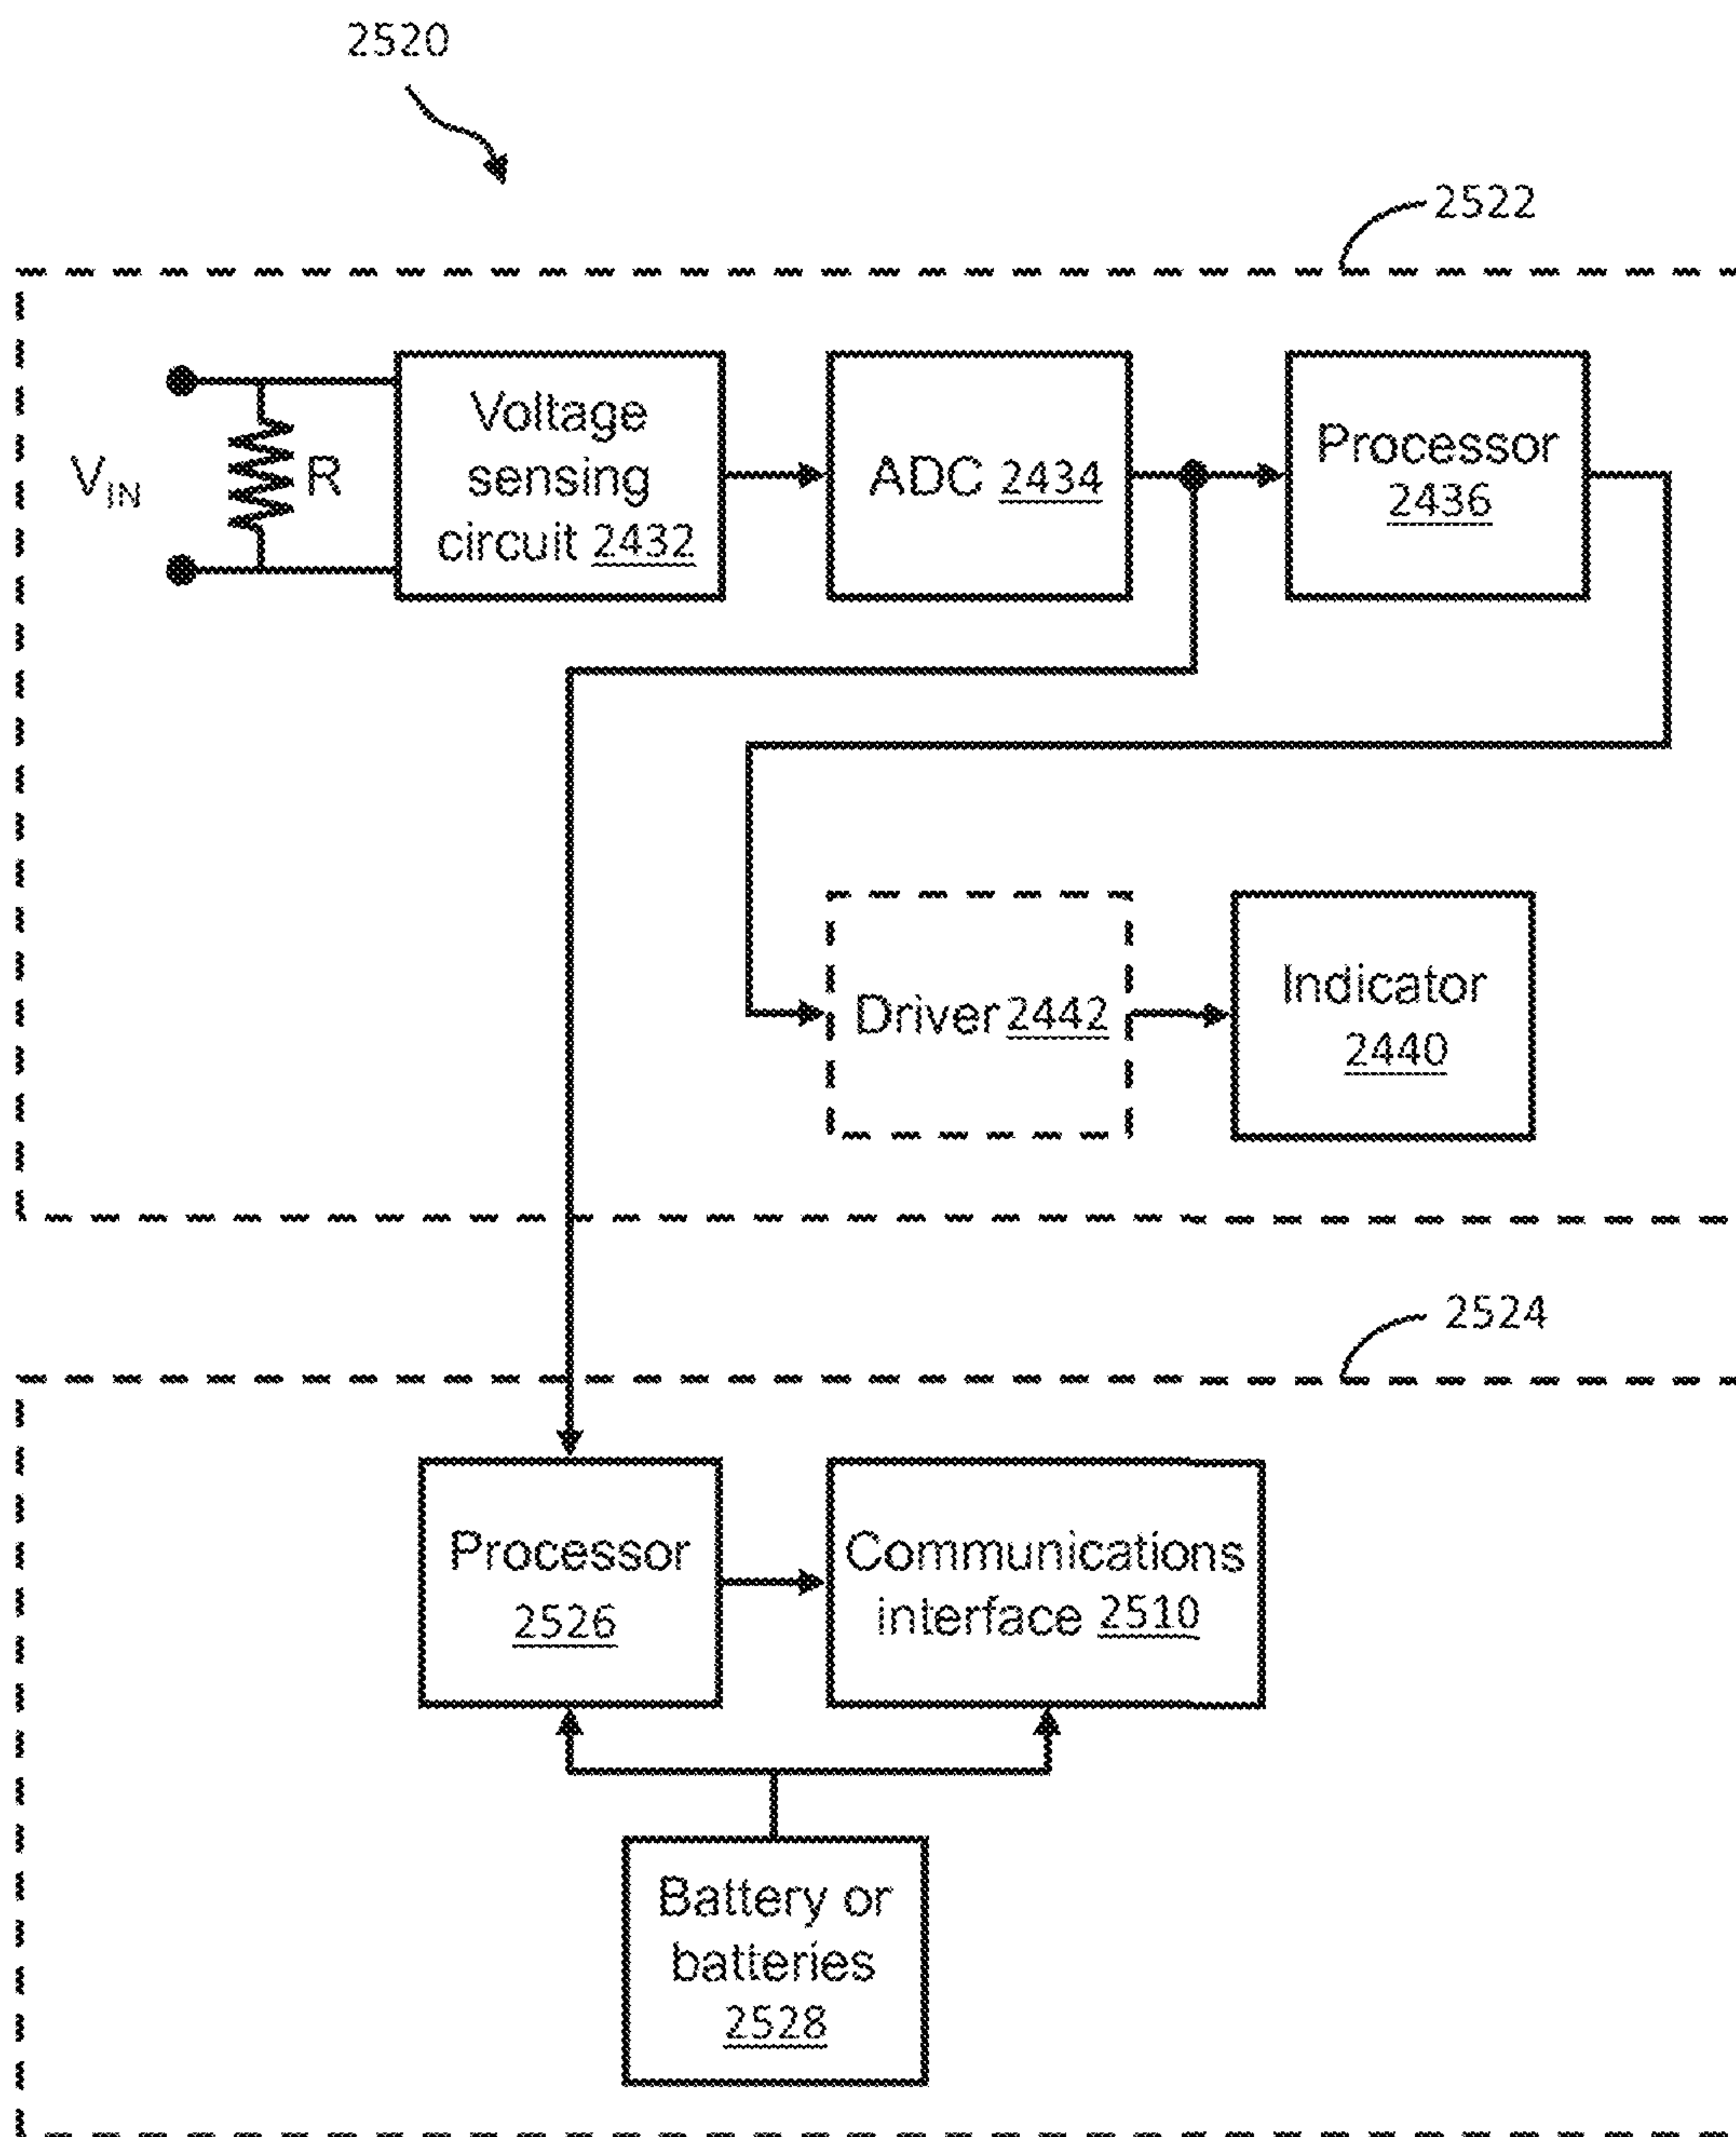 2520
2522
V_IN
R
Voltage
sensing
circuit 2432
ADC 2434
Processor
2436
Driver 2442
Indicator
2440
2524
Processor
2526
Communications
interface 2510
Battery or
batteries
2528